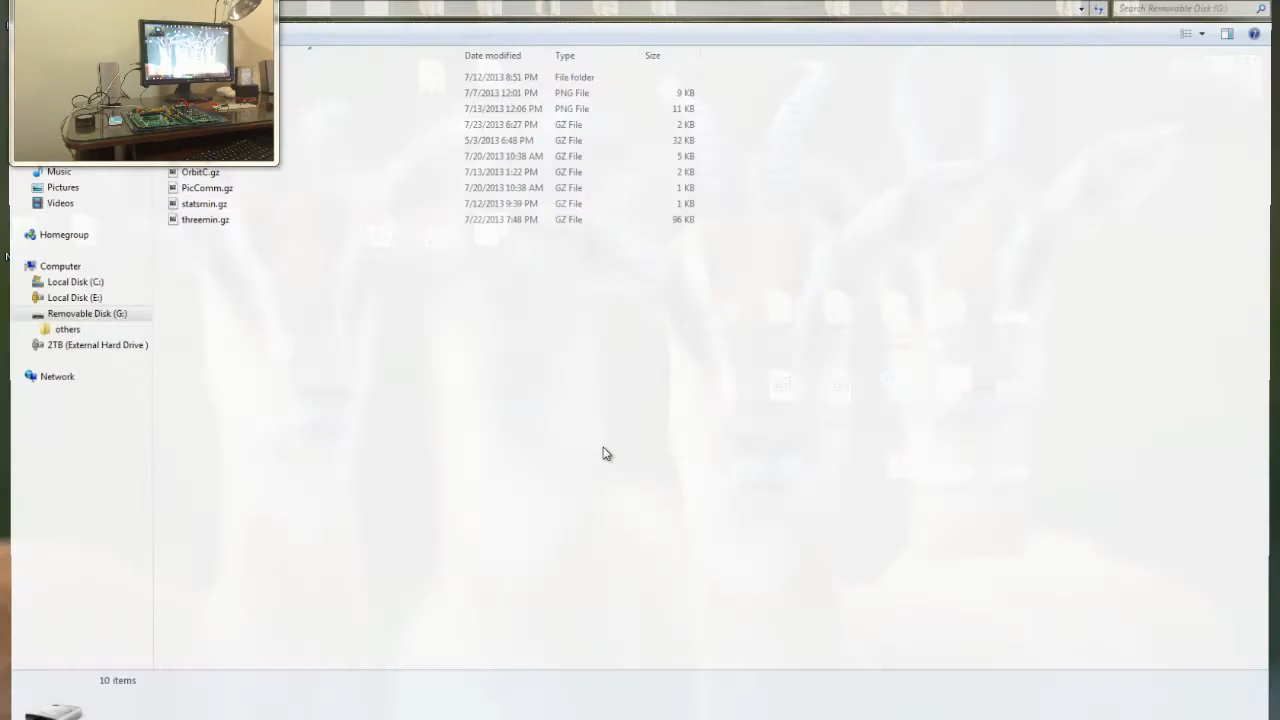 Search Removable Disk (G:)
Date modified Type Size
7/12/2013 8:51 PM File folder
7/7/2013 12:01 PM PNG File 9 KB
7/13/2013 12:06 PM PNG File 11 KB
7/23/2013 6:27 PM GZ File 2 KB
5/3/2013 6:48 PM GZ File 32 KB
7/20/2013 10:38 AM GZ File 5 KB
Music OrbitC.gz 7/13/2013 1:22 PM GZ File 2 KB
Pictures PicComm.gz 7/20/2013 10:38 AM GZ File 1 KB
Videos statsmin.gz 7/12/2013 9:39 PM GZ File 1 KB
threemin.gz 7/22/2013 7:48 PM GZ File 96 KB
Homegroup
Computer
Local Disk (C:)
Local Disk (E:)
Removable Disk (G:)
others
2TB (External Hard Drive )
Network
10 items